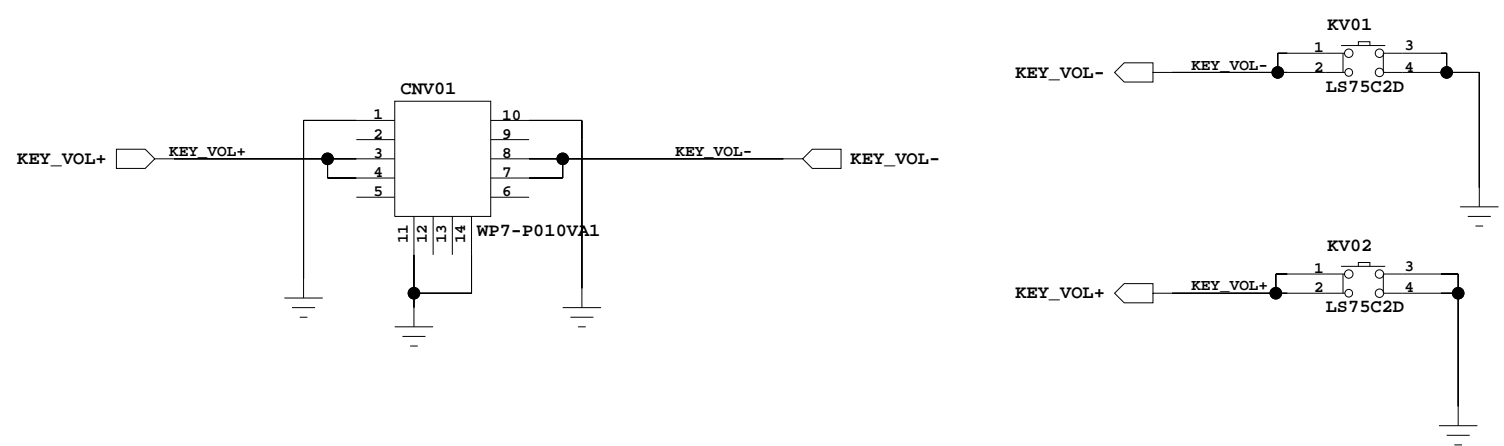 CNV01
1
2
3
4
5
10
9
8
7
6
11
12
13
14
WP7-P010VA1
KEY_VOL+
KEY_VOL+
KEY_VOL-
KEY_VOL-
KV01
KEY_VOL-
KEY_VOL-
1
2
3
4
LS75C2D
KV02
KEY_VOL+
KEY_VOL+
1
2
3
4
LS75C2D